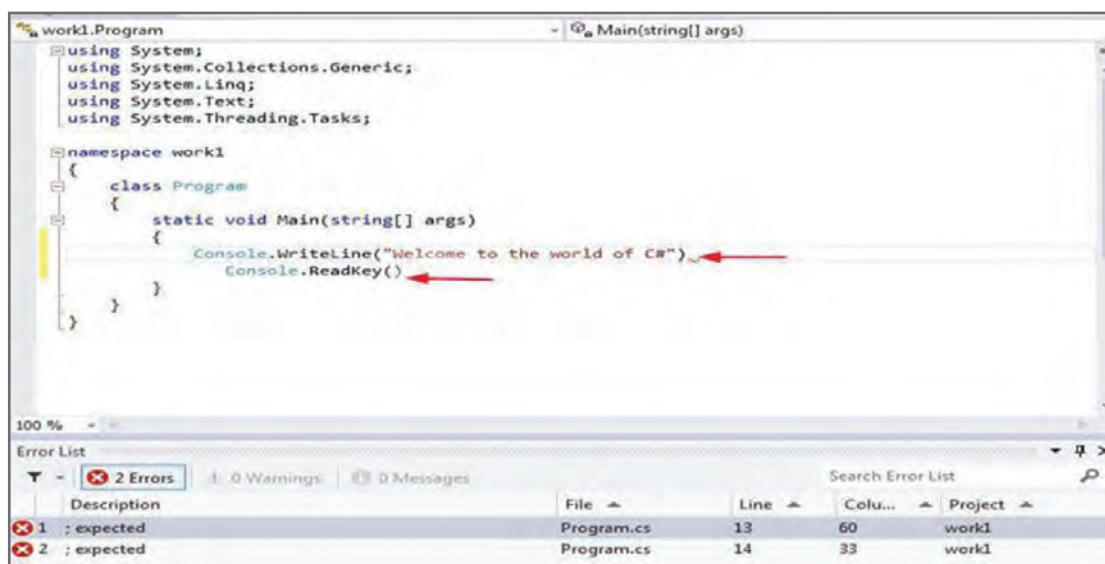 work1.Program Main(string[] args)
using System;
using System.Collections.Generic;
using System.Linq;
using System.Text;
using System.Threading.Tasks;
namespace work1
{
class Program
{
static void Main(string[] args)
{
Console.WriteLine("Welcome to the world of C#")
Console.ReadKey()
}
}
}
100 %
Error List
2 Errors 0 Warnings 0 Messages Search Error List
Description File Line Colu... Project
1 ; expected Program.cs 13 60 work1
2 ; expected Program.cs 14 33 work1